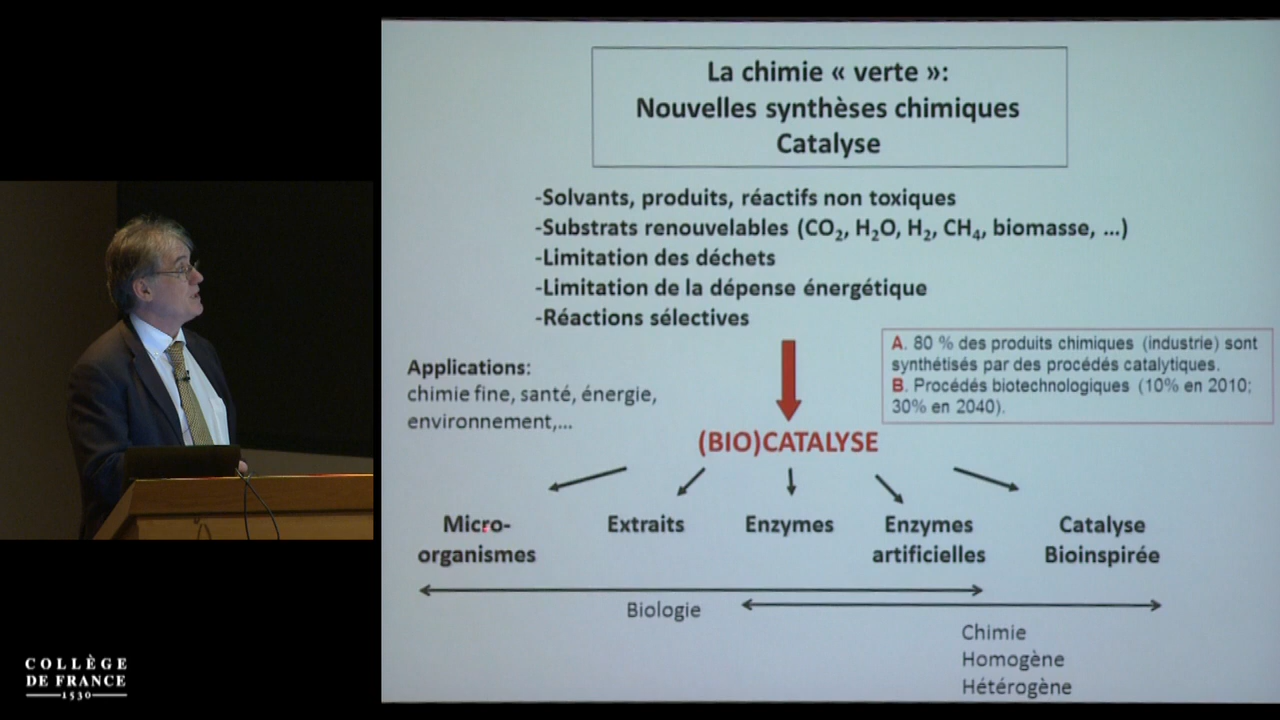 La chimie « verte »:
Nouvelles synthèses chimiques
Catalyse
-Solvants, produits, réactifs non toxiques
-Substrats renouvelables (CO₂, H₂O, H₂, CH₄, biomasse, ...)
-Limitation des déchets
-Limitation de la dépense énergétique
-Réactions sélectives
A. 80 % des produits chimiques (industrie) sont
synthétisés par des procédés catalytiques.
B. Procédés biotechnologiques (10% en 2010;
30% en 2040).
Applications:
chimie fine, santé, énergie,
environnement,...
(BIO)CATALYSE
Micro-
organismes
Extraits
Enzymes
Enzymes
artificielles
Catalyse
Bioinspirée
Biologie
Chimie
Homogène
Hétérogène
COLLÈGE
DE FRANCE
1530